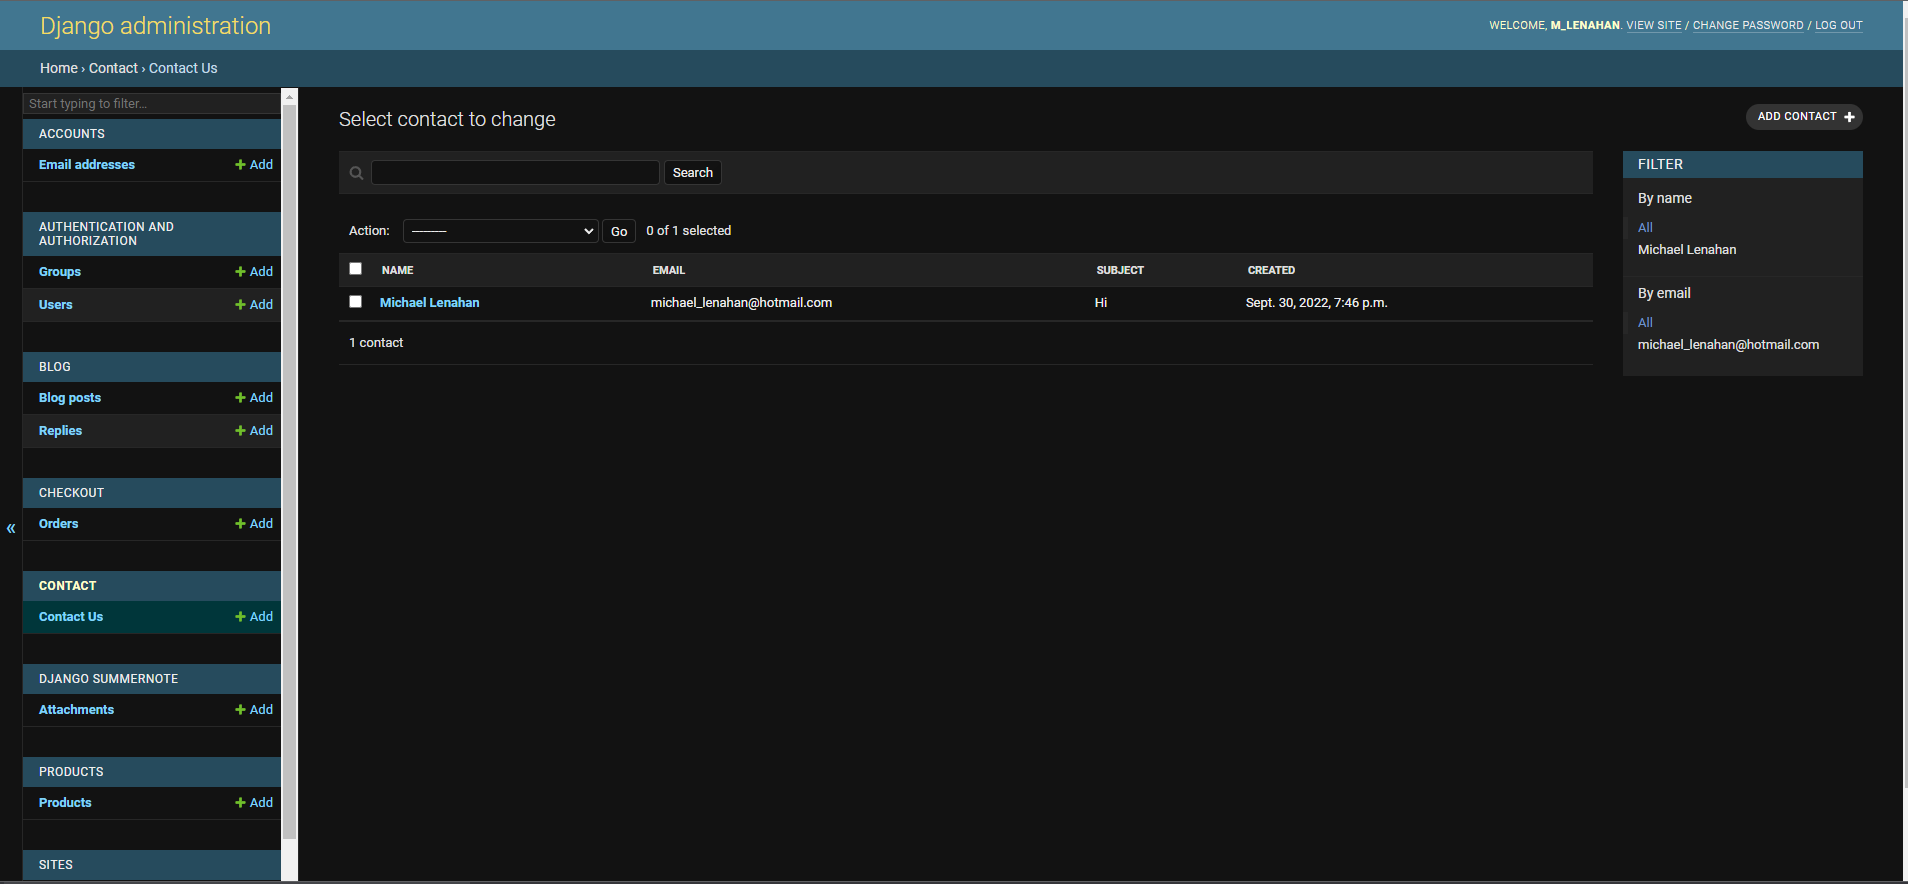 Django administration
WELCOME, M_LENAHAN. VIEW SITE / CHANGE PASSWORD / LOG OUT
Home › Contact › Contact Us
Start typing to filter...
ACCOUNTS
Email addresses + Add
AUTHENTICATION AND
AUTHORIZATION
Groups + Add
Users + Add
BLOG
Blog posts + Add
Replies + Add
CHECKOUT
Orders + Add
«
CONTACT
Contact Us + Add
DJANGO SUMMERNOTE
Attachments + Add
PRODUCTS
Products + Add
SITES
Select contact to change
ADD CONTACT +
Search
Action: --------- Go 0 of 1 selected
NAME EMAIL SUBJECT CREATED
Michael Lenahan michael_lenahan@hotmail.com Hi Sept. 30, 2022, 7:46 p.m.
1 contact
FILTER
By name
All
Michael Lenahan
By email
All
michael_lenahan@hotmail.com